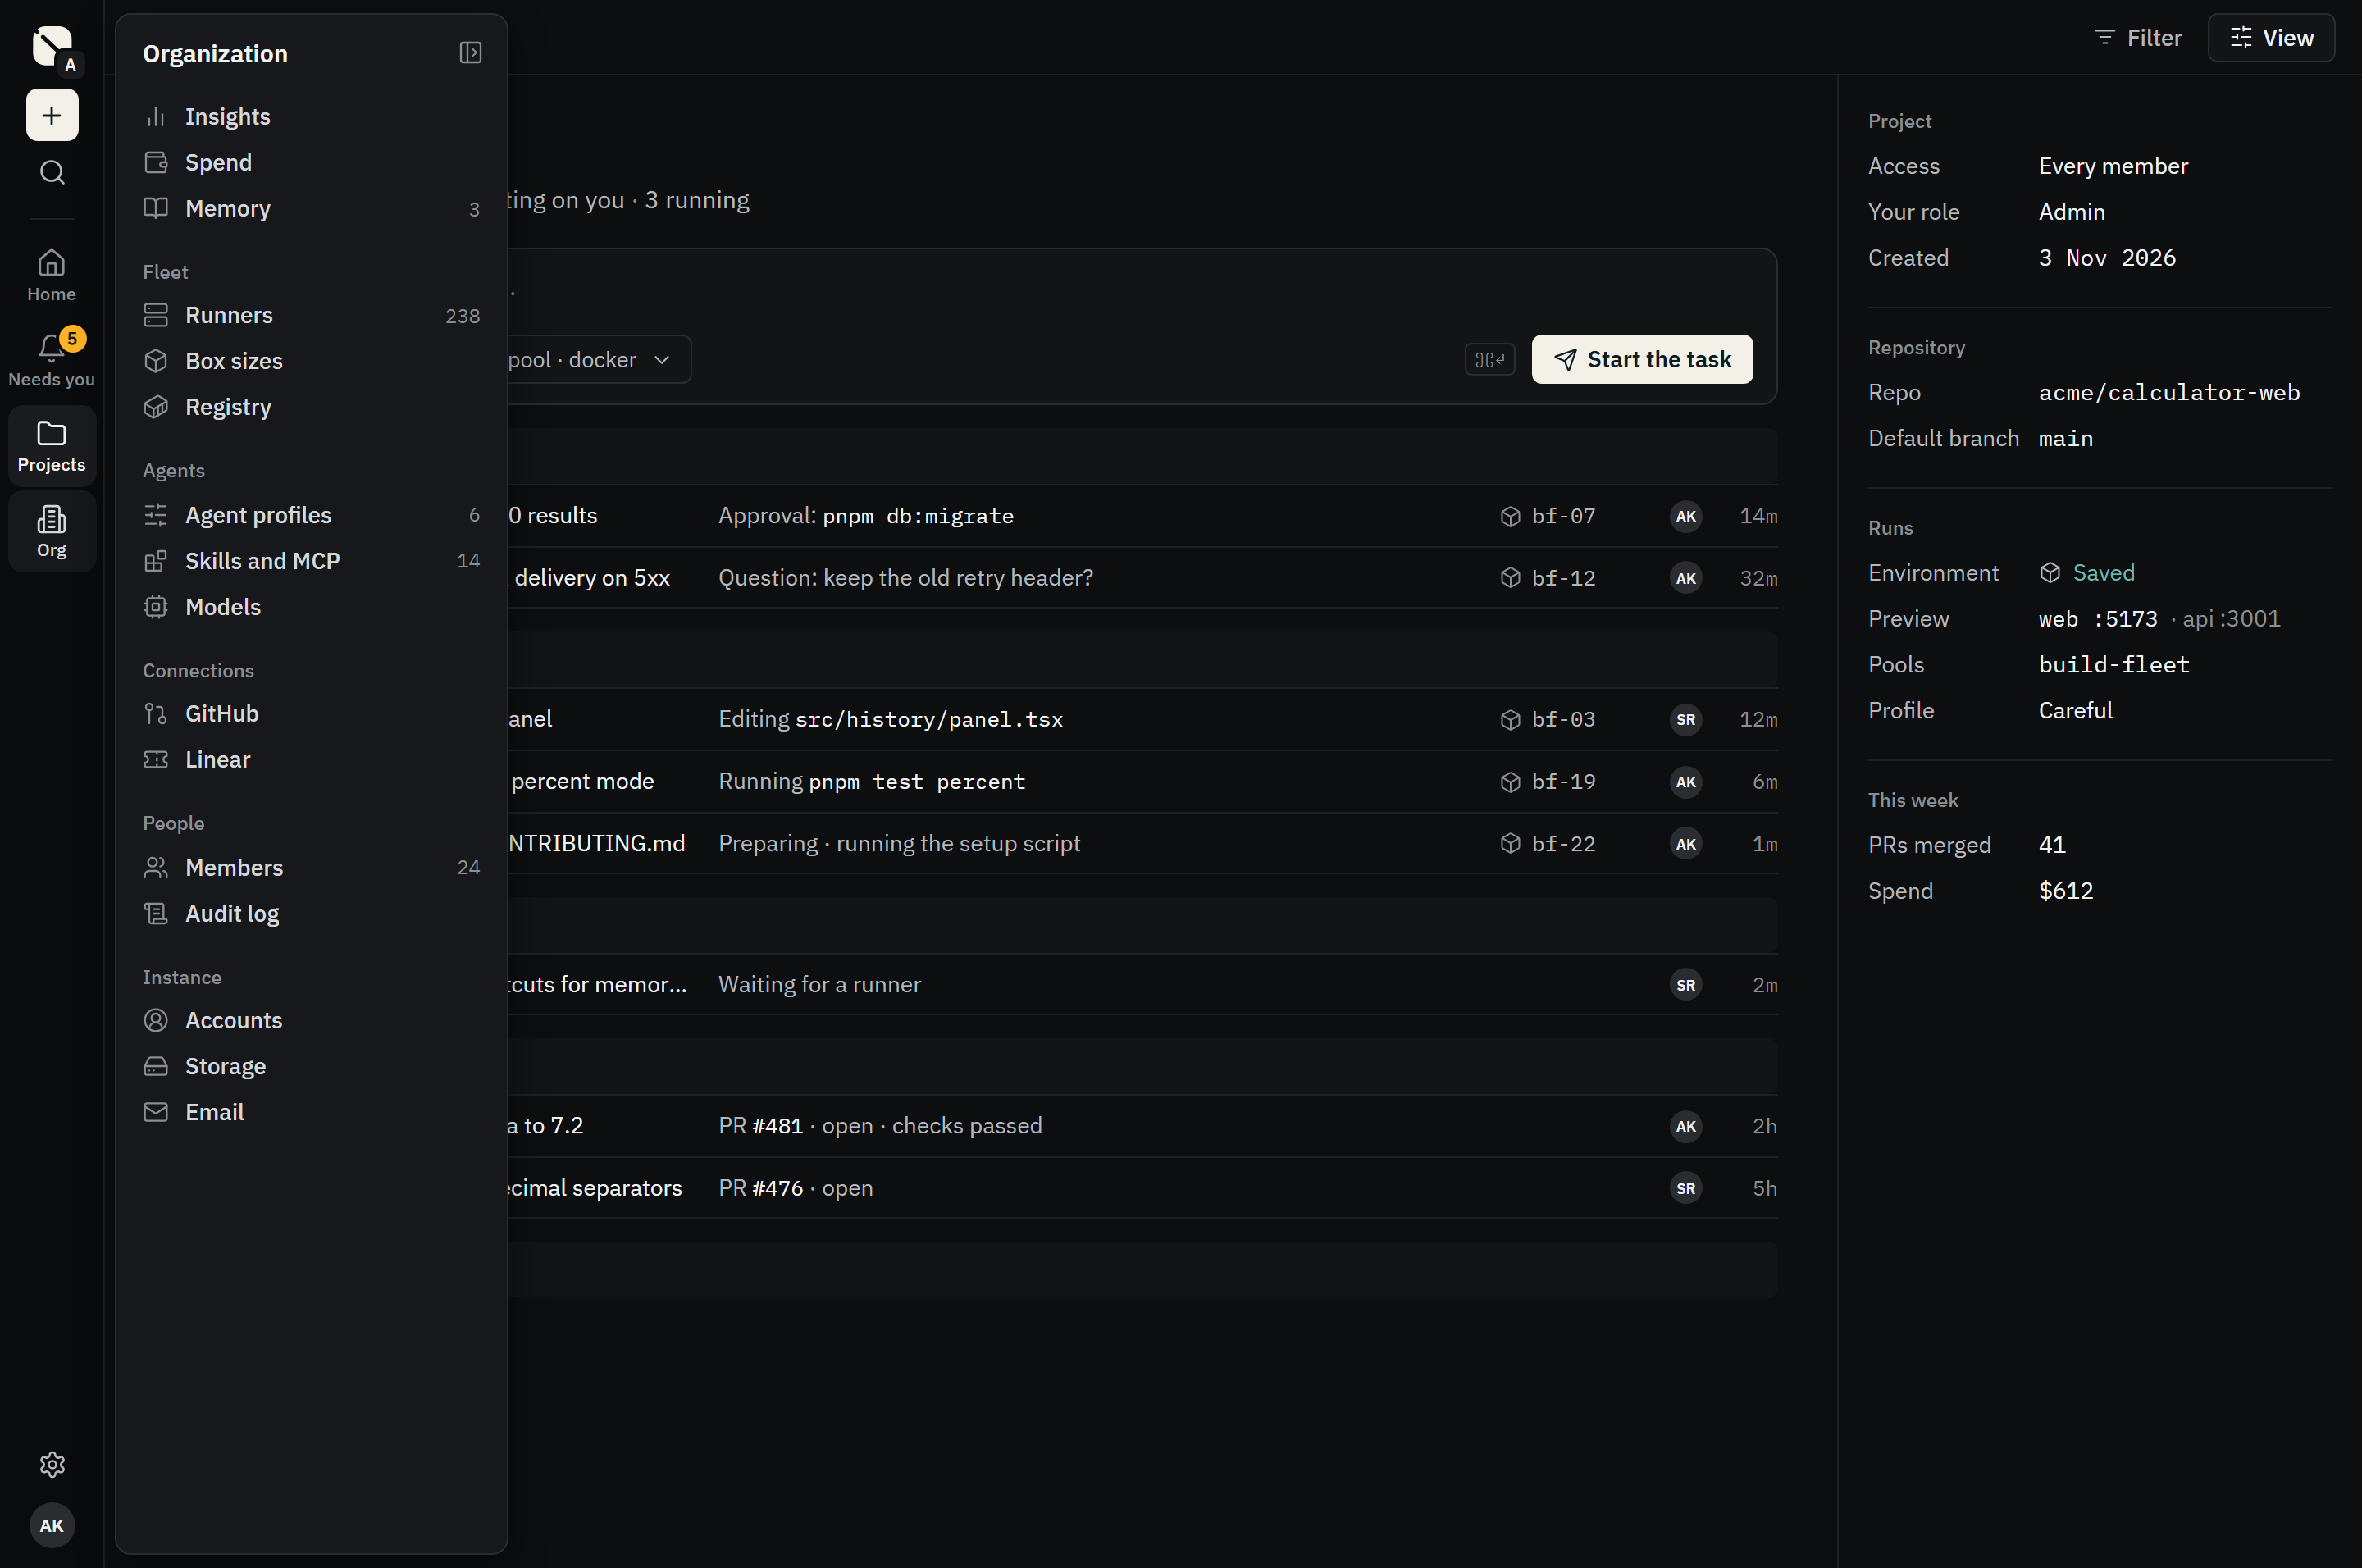 A
Home
5
Needs you
Projects
Org
AK
Organization
Insights
Spend
Memory 3
Fleet
Runners 238
Box sizes
Registry
Agents
Agent profiles 6
Skills and MCP 14
Models
Connections
GitHub
Linear
People
Members 24
Audit log
Instance
Accounts
Storage
Email
Filter View
ting on you · 3 running
pool · docker ⌘↵ Start the task
0 results Approval: pnpm db:migrate bf-07 AK 14m
delivery on 5xx Question: keep the old retry header? bf-12 AK 32m
anel Editing src/history/panel.tsx bf-03 SR 12m
percent mode Running pnpm test percent bf-19 AK 6m
NTRIBUTING.md Preparing · running the setup script bf-22 AK 1m
tcuts for memor... Waiting for a runner SR 2m
a to 7.2 PR #481 · open · checks passed AK 2h
ecimal separators PR #476 · open SR 5h
Project
Access Every member
Your role Admin
Created 3 Nov 2026
Repository
Repo acme/calculator-web
Default branch main
Runs
Environment Saved
Preview web :5173 · api :3001
Pools build-fleet
Profile Careful
This week
PRs merged 41
Spend $612